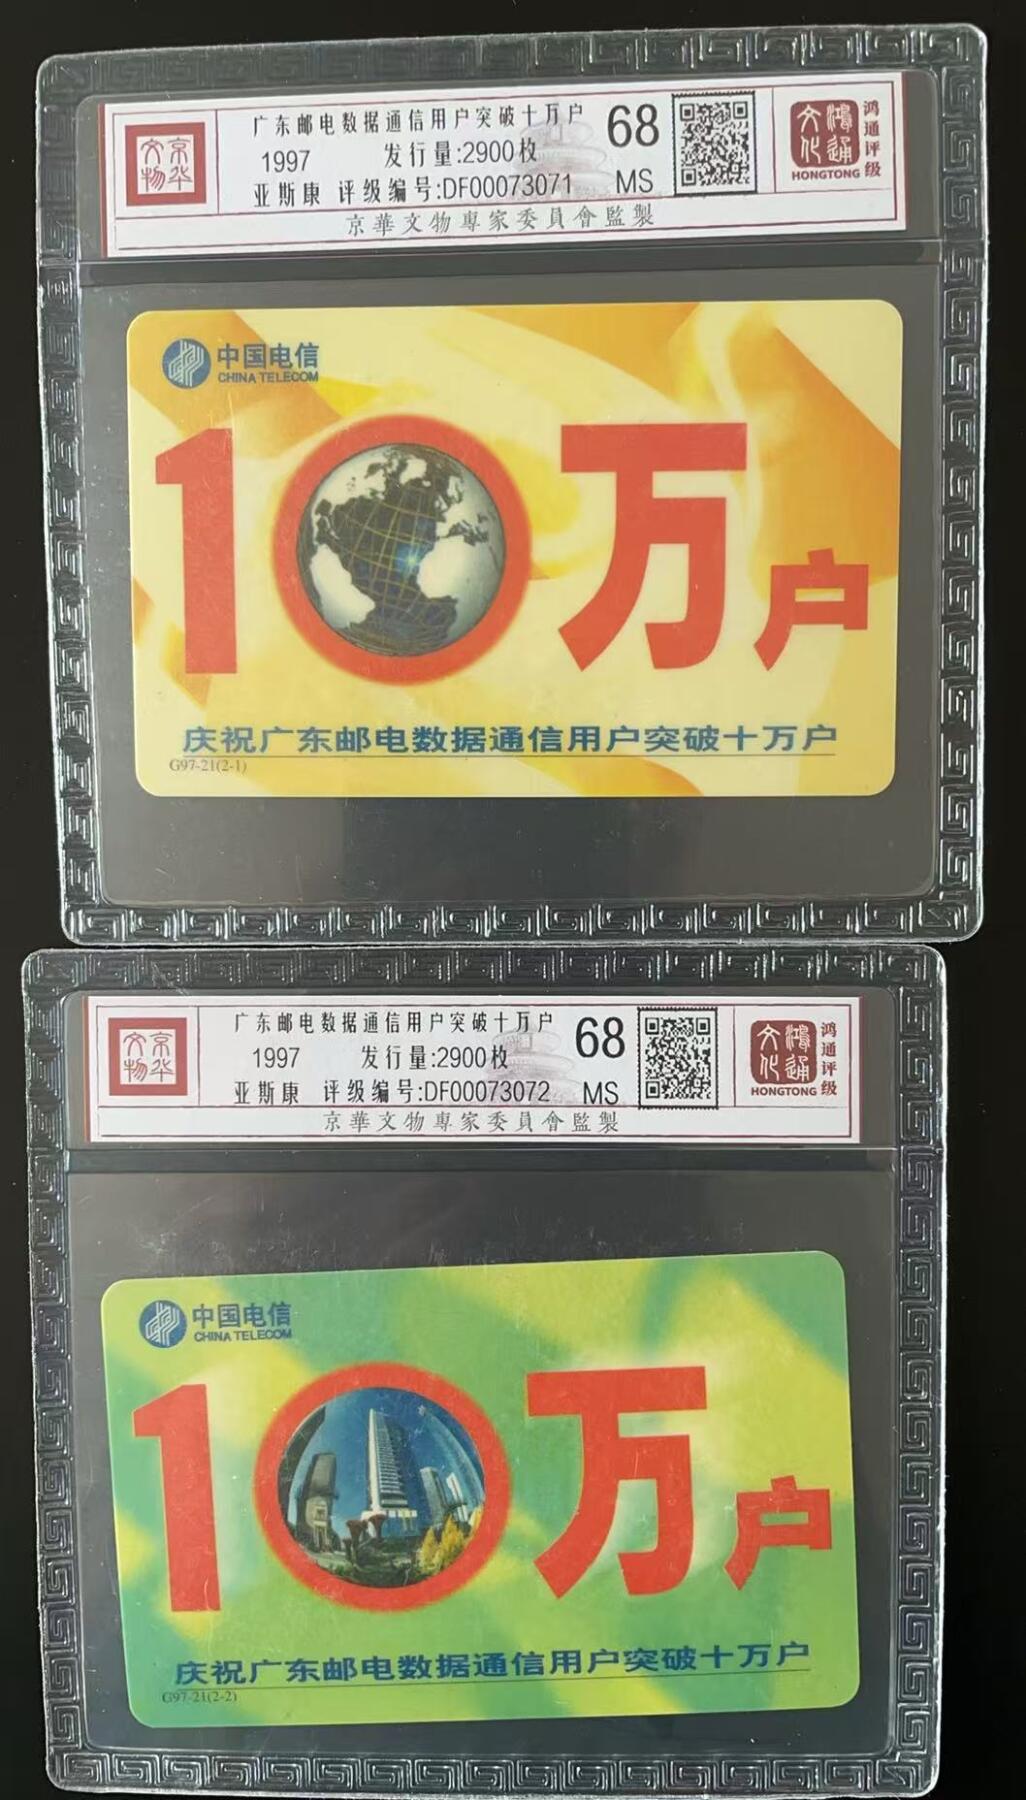 京华
文物
广东邮电数据通信用户突破十万户
1997 发行量:2900枚
亚斯康 评级编号:DF00073071
68
MS
鸿通
文化
HONGTONG
鸿通评级
京華文物專家委員會監製
中国电信
CHINA TELECOM
10万户
庆祝广东邮电数据通信用户突破十万户
G97-21(2-1)
京华
文物
广东邮电数据通信用户突破十万户
1997 发行量:2900枚
亚斯康 评级编号:DF00073072
68
MS
鸿通
文化
HONGTONG
鸿通评级
京華文物專家委員會監製
中国电信
CHINA TELECOM
10万户
庆祝广东邮电数据通信用户突破十万户
G97-21(2-2)